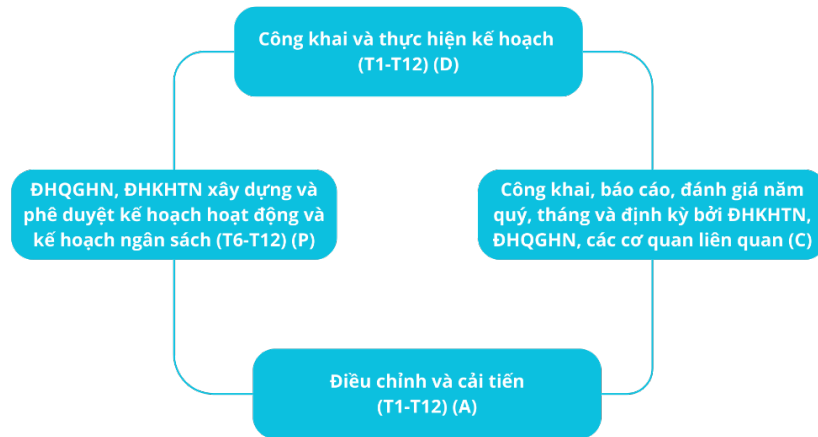 Công khai và thực hiện kế hoạch
(T1-T12) (D)
ĐHQGHN, ĐHKHTN xây dựng và
phê duyệt kế hoạch hoạt động và
kế hoạch ngân sách (T6-T12) (P)
Công khai, báo cáo, đánh giá năm
quý, tháng và định kỳ bởi ĐHKHTN,
ĐHQGHN, các cơ quan liên quan (C)
Điều chỉnh và cải tiến
(T1-T12) (A)